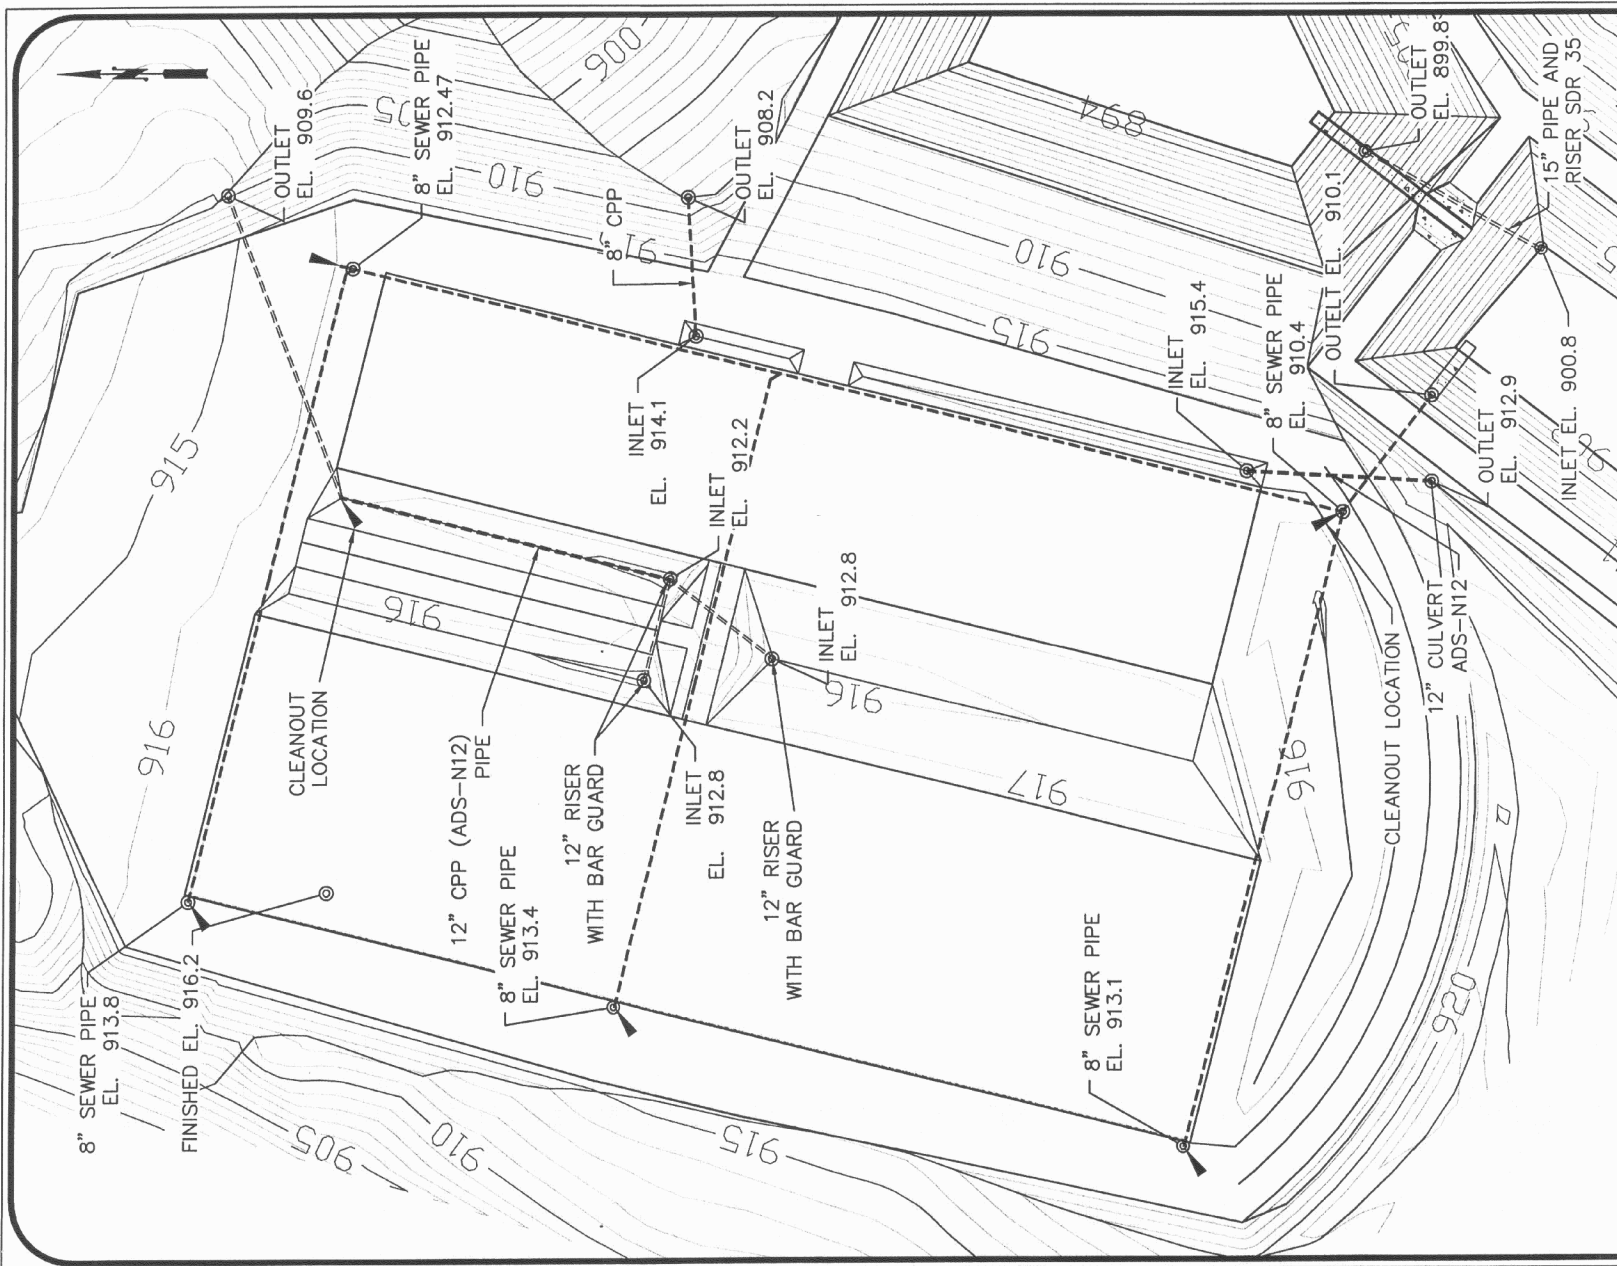 OUTLET
EL. 909.6
8" SEWER PIPE
EL. 912.47
905
900
910
OUTLET
EL. 908.2
8" CPP
894
OUTLET
EL. 899.8
15" PIPE AND
RISER SDR 35
915
916
CLEANOUT
LOCATION
916
INLET
EL. 914.1
INLET
EL. 912.2
910
915
INLET
EL. 915.4
8" SEWER PIPE
EL. 910.4
OUTELT EL. 910.1
OUTLET
EL. 912.9
INLET EL. 900.8
12" CPP (ADS-N12)
PIPE
12" RISER
WITH BAR GUARD
INLET
EL. 912.8
INLET
EL. 912.8
916
12" RISER
WITH BAR GUARD
917
916
CLEANOUT LOCATION
12" CULVERT
ADS-N12
8" SEWER PIPE
EL. 913.8
FINISHED EL. 916.2
8" SEWER PIPE
EL. 913.4
8" SEWER PIPE
EL. 913.1
920
905
910
915